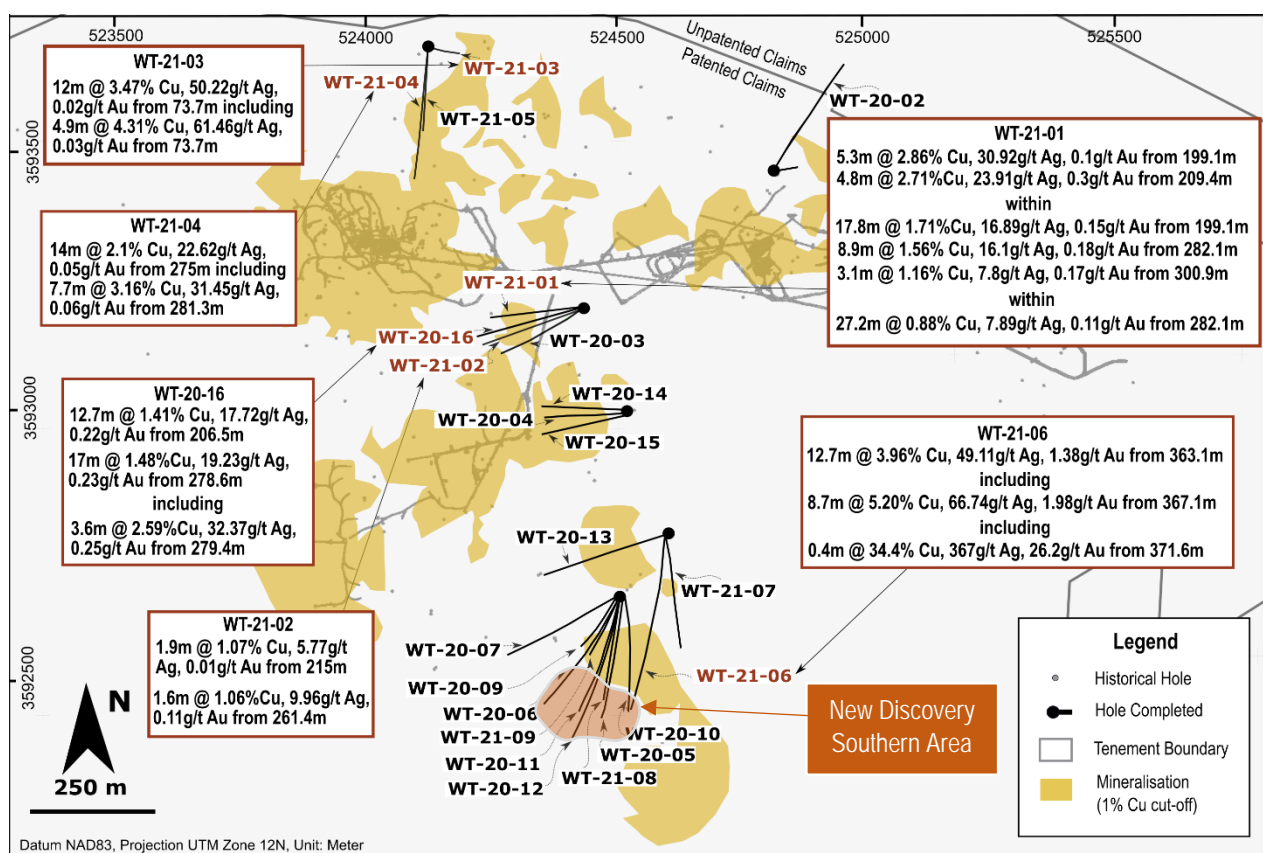 523500
524000
524500
525000
525500
3593500
3593000
3592500
Unpatented Claims
Patented Claims
WT-21-03
12m @ 3.47% Cu, 50.22g/t Ag,
0.02g/t Au from 73.7m including
4.9m @ 4.31% Cu, 61.46g/t Ag,
0.03g/t Au from 73.7m
WT-21-04
14m @ 2.1% Cu, 22.62g/t Ag,
0.05g/t Au from 275m including
7.7m @ 3.16% Cu, 31.45g/t Ag,
0.06g/t Au from 281.3m
WT-20-16
12.7m @ 1.41% Cu, 17.72g/t Ag,
0.22g/t Au from 206.5m
17m @ 1.48%Cu, 19.23g/t Ag,
0.23g/t Au from 278.6m
including
3.6m @ 2.59%Cu, 32.37g/t Ag,
0.25g/t Au from 279.4m
WT-21-02
1.9m @ 1.07% Cu, 5.77g/t
Ag, 0.01g/t Au from 215m
1.6m @ 1.06%Cu, 9.96g/t Ag,
0.11g/t Au from 261.4m
WT-21-01
5.3m @ 2.86% Cu, 30.92g/t Ag, 0.1g/t Au from 199.1m
4.8m @ 2.71%Cu, 23.91g/t Ag, 0.3g/t Au from 209.4m
within
17.8m @ 1.71%Cu, 16.89g/t Ag, 0.15g/t Au from 199.1m
8.9m @ 1.56% Cu, 16.1g/t Ag, 0.18g/t Au from 282.1m
3.1m @ 1.16% Cu, 7.8g/t Ag, 0.17g/t Au from 300.9m
within
27.2m @ 0.88% Cu, 7.89g/t Ag, 0.11g/t Au from 282.1m
WT-21-06
12.7m @ 3.96% Cu, 49.11g/t Ag, 1.38g/t Au from 363.1m
including
8.7m @ 5.20% Cu, 66.74g/t Ag, 1.98g/t Au from 367.1m
including
0.4m @ 34.4% Cu, 367g/t Ag, 26.2g/t Au from 371.6m
WT-21-03
WT-21-04
WT-21-05
WT-20-02
WT-21-01
WT-20-16
WT-20-03
WT-21-02
WT-20-14
WT-20-04
WT-20-15
WT-20-13
WT-21-07
WT-20-07
WT-21-06
WT-20-09
WT-20-06
WT-21-09
WT-20-10
WT-20-11
WT-20-05
WT-20-12
WT-21-08
New Discovery
Southern Area
N
250 m
Legend
Historical Hole
Hole Completed
Tenement Boundary
Mineralisation
(1% Cu cut-off)
Datum NAD83, Projection UTM Zone 12N, Unit: Meter